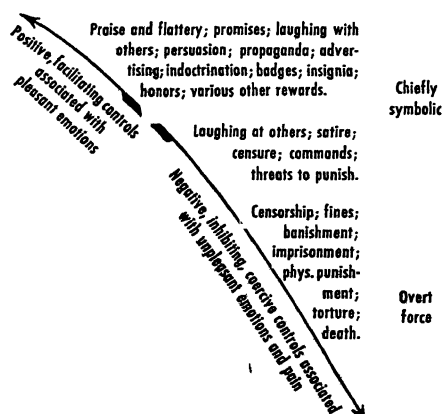 Praise and flattery; promises; laughing with
others; persuasion; propaganda; adver-
tising; indoctrination; badges; insignia;
honors; various other rewards.
Chiefly
symbolic
Positive, facilitating controls
associated with
pleasant emotions
Laughing at others; satire;
censure; commands;
threats to punish.
Negative, inhibiting, coercive controls associated
with unpleasant emotions and pain
Censorship; fines;
banishment;
imprisonment;
phys. punish-
ment;
torture;
death.
Overt
force